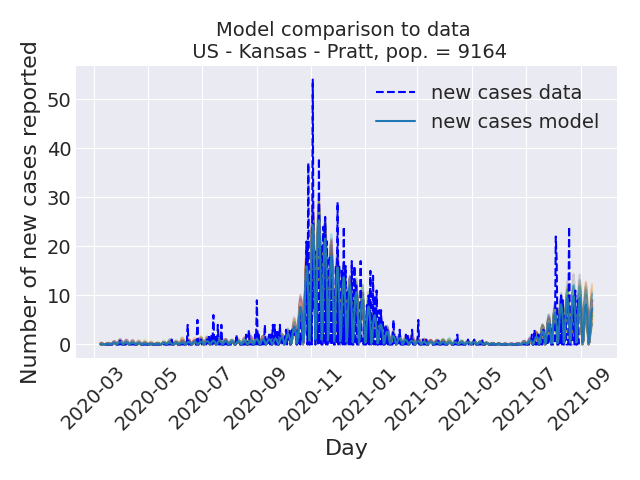 Model comparison to data
US - Kansas - Pratt, pop. = 9164
Number of new cases reported
50
40
30
20
10
0
new cases data
new cases model
2020-03
2020-05
2020-07
2020-09
2020-11
2021-01
2021-03
2021-05
2021-07
2021-09
Day